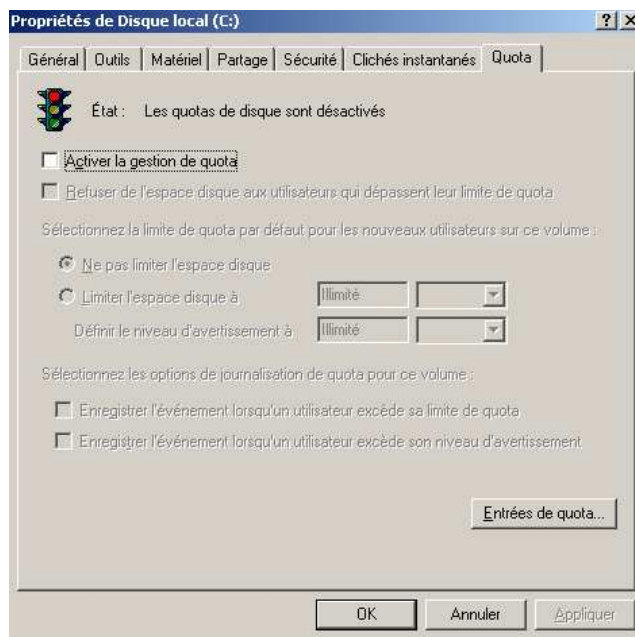 Propriétés de Disque local (C:)
Général Outils Matériel Partage Sécurité Clichés instantanés Quota
État : Les quotas de disque sont désactivés
Activer la gestion de quota
Refuser de l'espace disque aux utilisateurs qui dépassent leur limite de quota
Sélectionnez la limite de quota par défaut pour les nouveaux utilisateurs sur ce volume :
Ne pas limiter l'espace disque
Limiter l'espace disque à Illimité
Définir le niveau d'avertissement à Illimité
Sélectionnez les options de journalisation de quota pour ce volume :
Enregistrer l'événement lorsqu'un utilisateur excède sa limite de quota
Enregistrer l'événement lorsqu'un utilisateur excède son niveau d'avertissement
Entrées de quota...
OK Annuler Appliquer